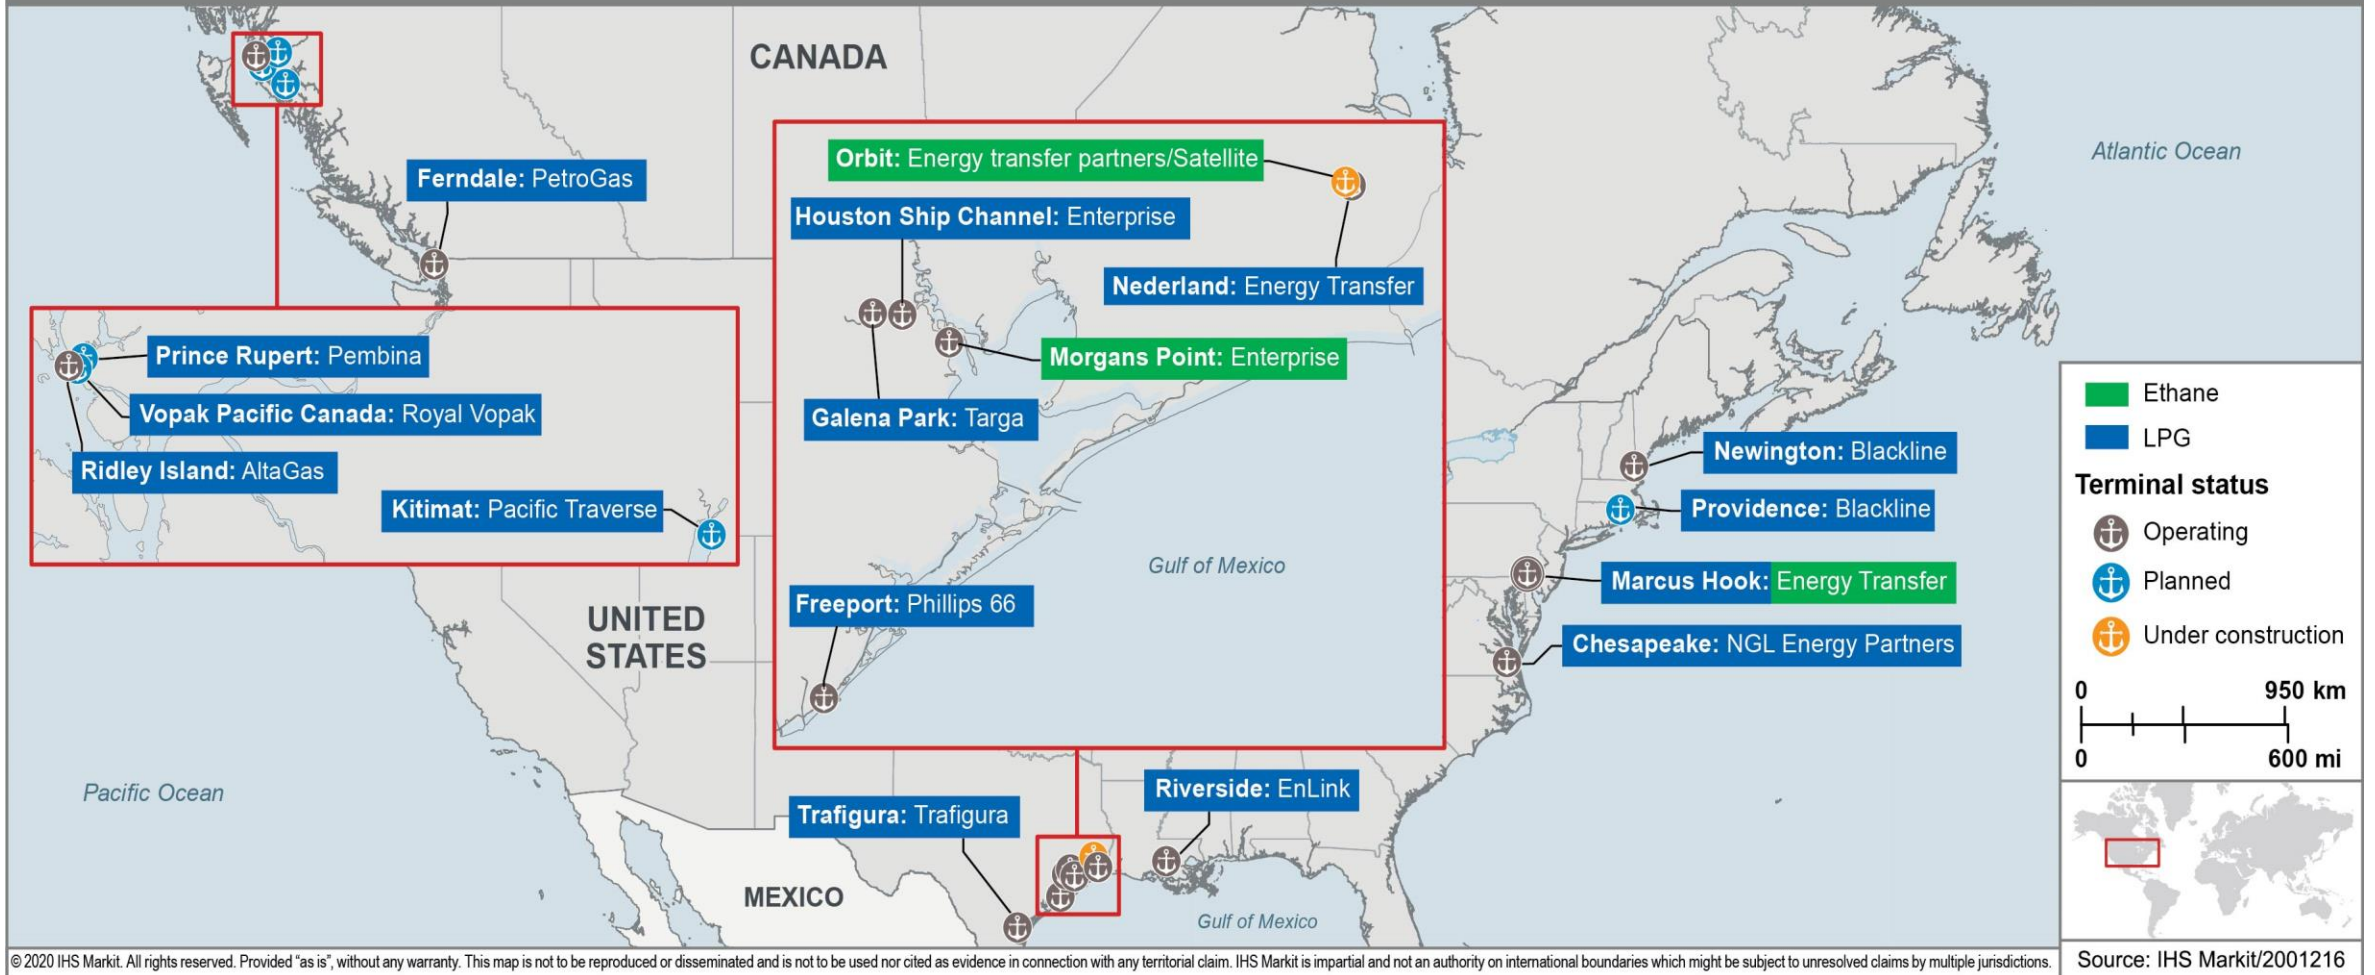 CANADA
Atlantic Ocean
Orbit: Energy transfer partners/Satellite
Ferndale: PetroGas
Houston Ship Channel: Enterprise
Nederland: Energy Transfer
Prince Rupert: Pembina
Morgans Point: Enterprise
Vopak Pacific Canada: Royal Vopak
Galena Park: Targa
Ridley Island: AltaGas
Kitimat: Pacific Traverse
Newington: Blackline
Providence: Blackline
Gulf of Mexico
Marcus Hook: Energy Transfer
Freeport: Phillips 66
UNITED
STATES
Chesapeake: NGL Energy Partners
Pacific Ocean
Riverside: EnLink
Trafigura: Trafigura
MEXICO
Gulf of Mexico
Ethane
LPG
Terminal status
Operating
Planned
Under construction
0 950 km
0 600 mi
© 2020 IHS Markit. All rights reserved. Provided “as is”, without any warranty. This map is not to be reproduced or disseminated and is not to be used nor cited as evidence in connection with any territorial claim. IHS Markit is impartial and not an authority on international boundaries which might be subject to unresolved claims by multiple jurisdictions.
Source: IHS Markit/2001216